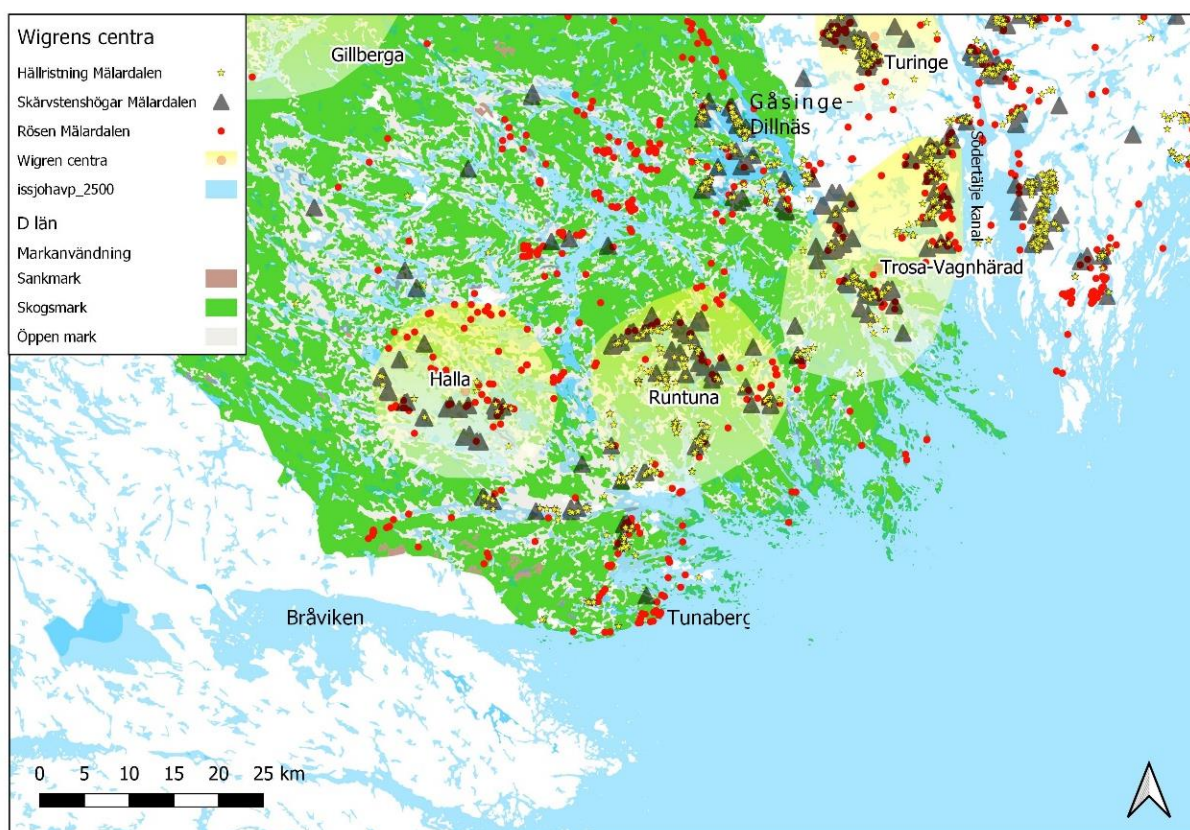 Wigrens centra
Hällristning Mälardalen
Skärvstenshögar Mälardalen
Rösen Mälardalen
Wigren centra
issjohavp_2500
D län
Markanvändning
Sankmark
Skogsmark
Öppen mark
Gillberga
Turinge
Gåsinge-
Dillnäs
Södertälje kanal
Trosa-Vagnhärad
Halla
Runtuna
Bråviken
Tunaberg
0 5 10 15 20 25 km